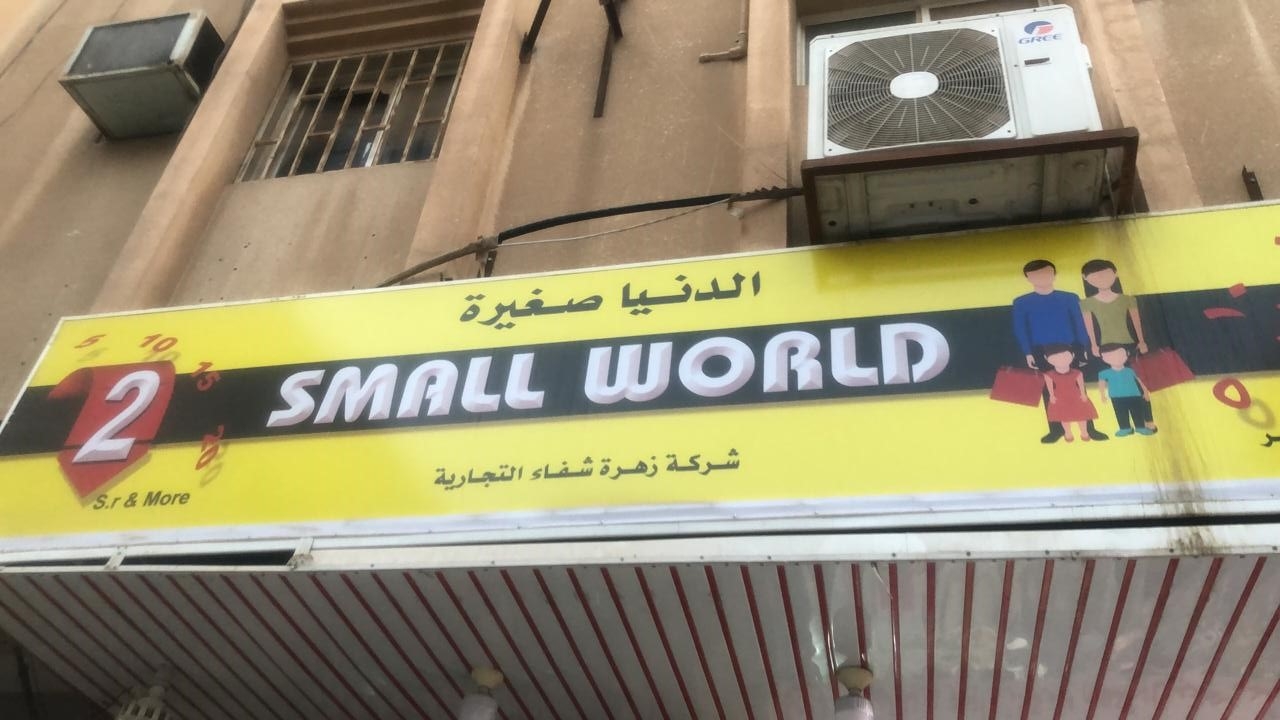 GREE
الدنيا صغيرة
5 10 15 20
2
SMALL WORLD
S.r & More
شركة زهرة شفاء التجارية